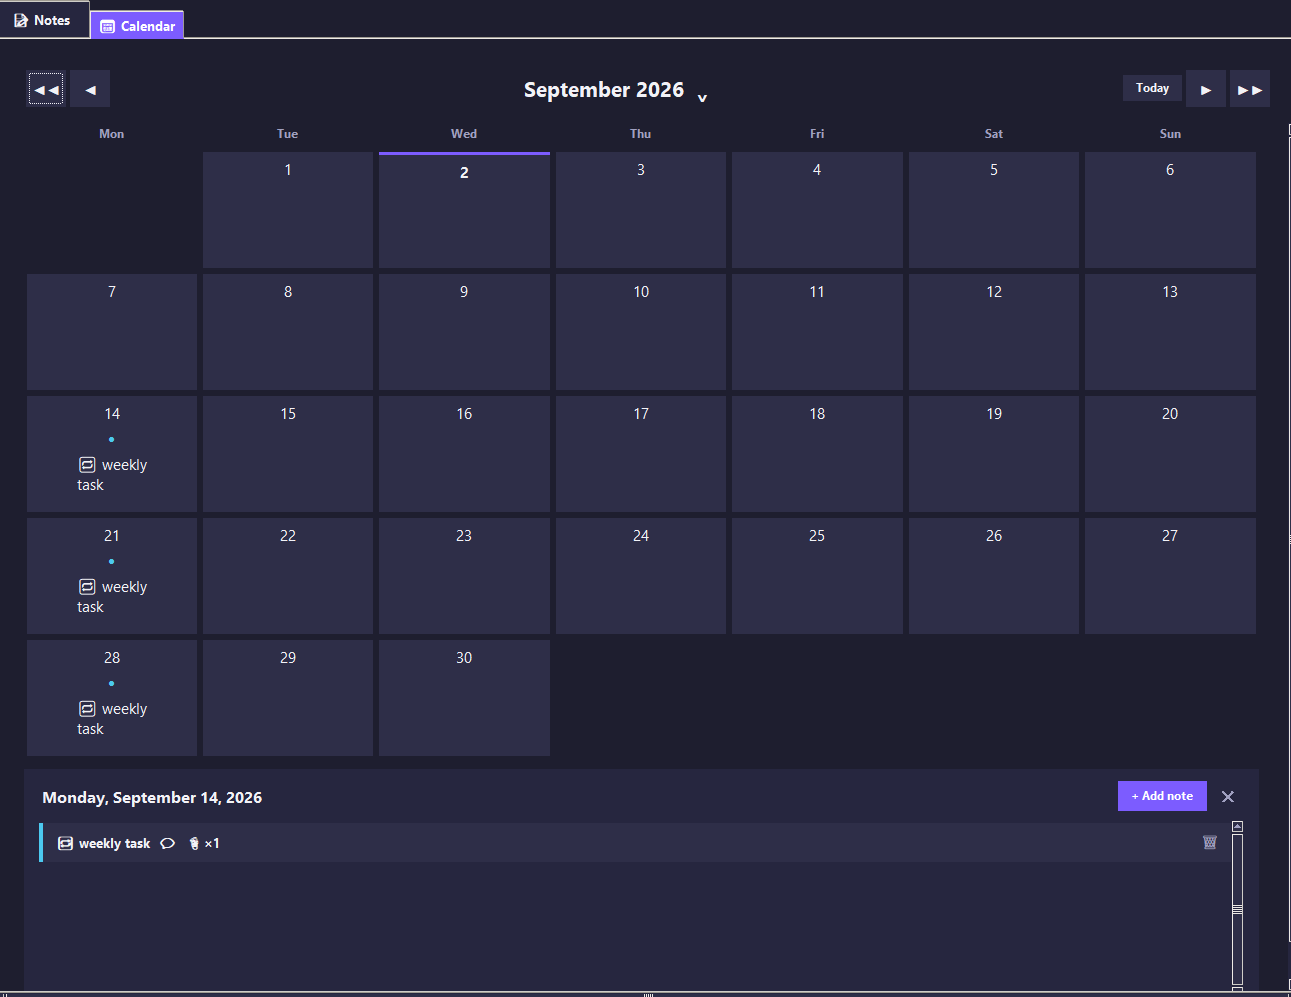 Notes
Calendar
September 2026
Today
Mon Tue Wed Thu Fri Sat Sun
1 2 3 4 5 6
7 8 9 10 11 12 13
14 15 16 17 18 19 20
weekly
task
21 22 23 24 25 26 27
weekly
task
28 29 30
weekly
task
Monday, September 14, 2026
+ Add note
weekly task ×1